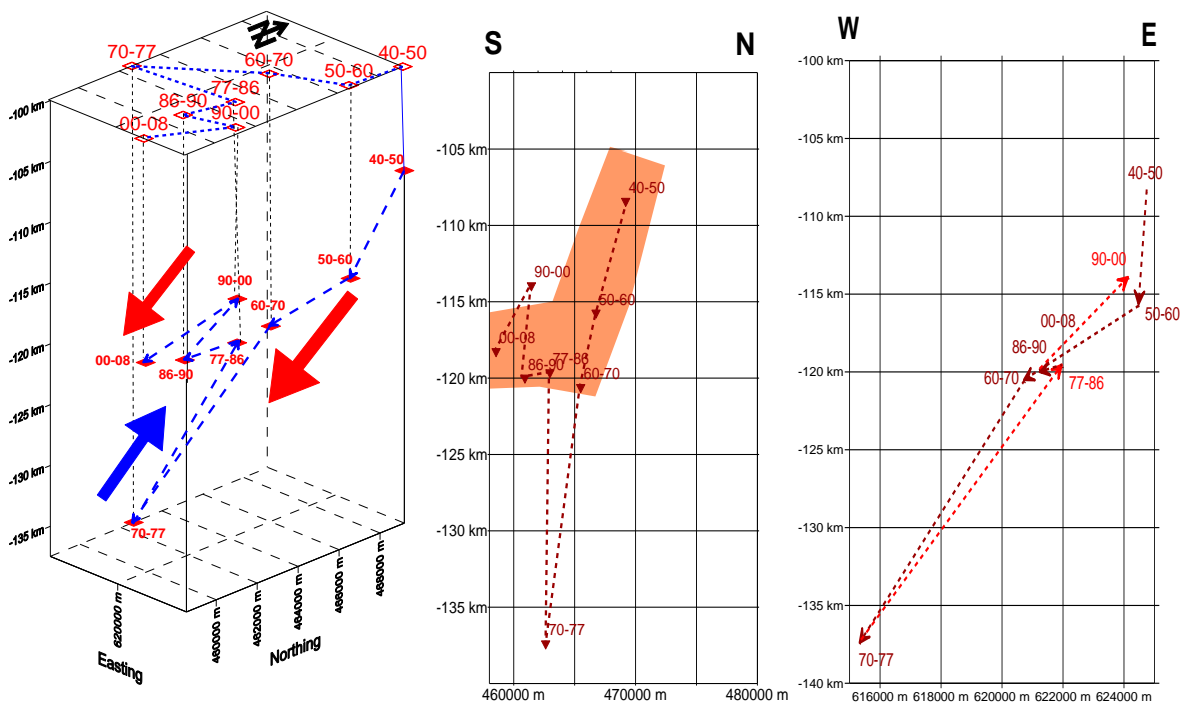 N
70-77
60-70
40-50
50-60
77-86
86-90
90-00
00-08
-100 km
-105 km
-110 km
-115 km
-120 km
-125 km
-130 km
-135 km
40-50
50-60
90-00
60-70
00-08
86-90
77-86
70-77
620000 m
460000 m
462000 m
464000 m
466000 m
468000 m
Easting
Northing
S
N
-105 km
-110 km
-115 km
-120 km
-125 km
-130 km
-135 km
40-50
90-00
50-60
00-08
86-90
77-86
60-70
70-77
460000 m
470000 m
480000 m
W
E
-100 km
-105 km
-110 km
-115 km
-120 km
-125 km
-130 km
-135 km
-140 km
40-50
90-00
50-60
00-08
86-90
60-70
77-86
70-77
616000 m
618000 m
620000 m
622000 m
624000 m